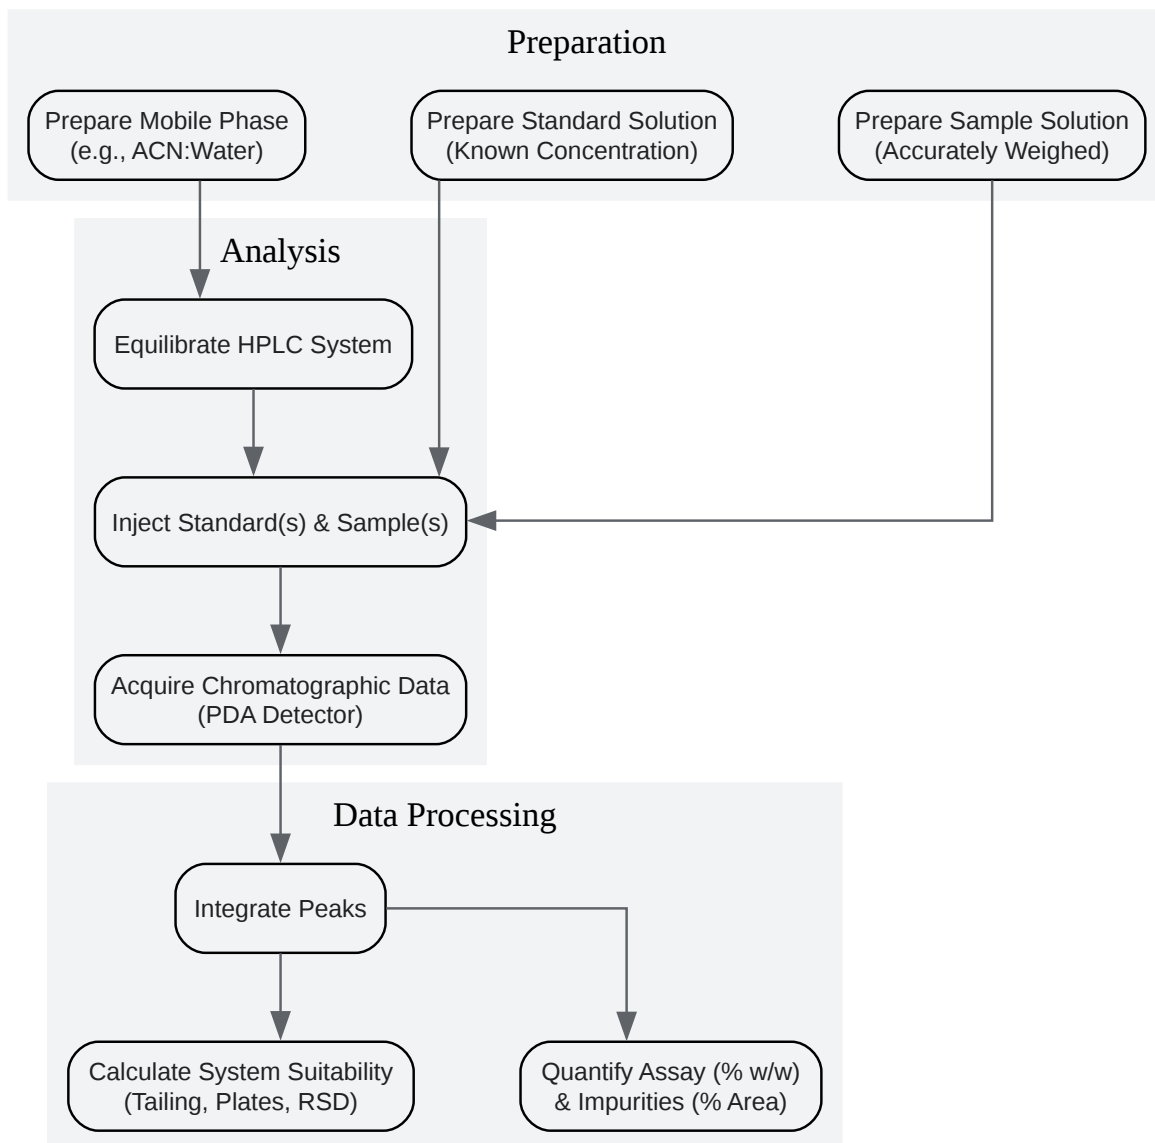 Preparation
Prepare Mobile Phase
(e.g., ACN:Water)
Prepare Standard Solution
(Known Concentration)
Prepare Sample Solution
(Accurately Weighed)
Analysis
Equilibrate HPLC System
Inject Standard(s) & Sample(s)
Acquire Chromatographic Data
(PDA Detector)
Data Processing
Integrate Peaks
Calculate System Suitability
(Tailing, Plates, RSD)
Quantify Assay (% w/w)
& Impurities (% Area)